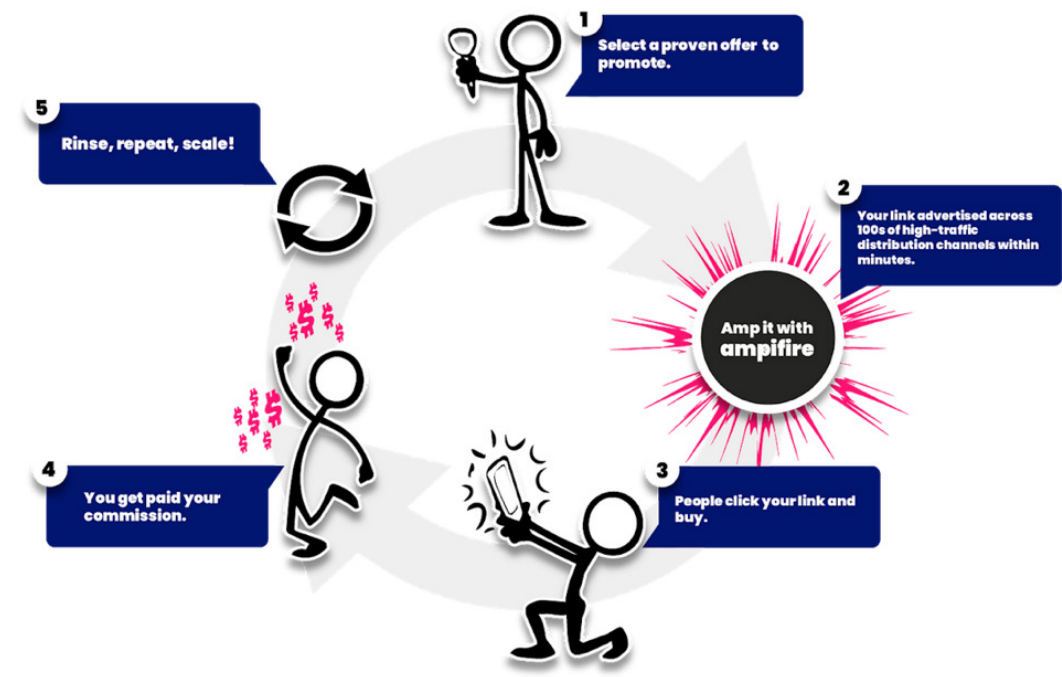 1
Select a proven offer to
promote.
2
Your link advertised across
100s of high-traffic
distribution channels within
minutes.
Amp it with
ampifire
3
People click your link and
buy.
4
You get paid your
commission.
5
Rinse, repeat, scale!